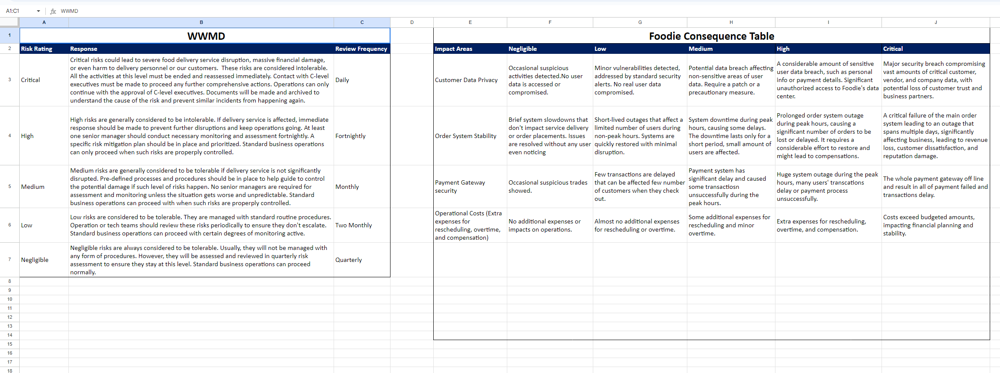 A1:C1
fx WWMD
A B C D E F G H I J
1
WWMD
Foodie Consequence Table
2
Risk Rating
Response
Review Frequency
Impact Areas
Negligible
Low
Medium
High
Critical
3
Critical
Critical risks could lead to severe food delivery service disruption, massive financial damage,
or even harm to delivery personnel or our customers.  These risks are considered intolerable.
All the activities at this level must be ended and reassessed immediately. Contact with C-level
executives must be made to proceed any further comprehensive actions. Operations can only
continue with the approval of C-level executives. Documents will be made and archived to
understand the cause of the risk and prevent similar incidents from happening again.
Daily
Customer Data Privacy
Occasional suspicious
activities detected.No user
data is accessed or
compromised.
Minor vulnerabilities detected,
addressed by standard security
alerts. No real user data
compromised.
Potential data breach affecting
non-sensitive areas of user
data. Require a patch or a
precautionary measure.
A considerable amount of sensitive
user data breach, such as personal
info or payment details. Significant
unauthorized access to Foodie's data
center.
Major security breach compromising
vast amounts of critical customer,
vendor, and company data, with
potential loss of customer trust and
business partners.
4
High
High risks are generally considered to be intolerable. If delivery service is affected, immediate
response should be made to prevent further disruptions and keep operations going. At least
one senior manager should conduct necessary monitoring and assessment fortnightly. A
specific risk mitigation plan should be in place and prioritized. Standard business operations
can only proceed when such risks are properply controlled.
Fortnightly
Order System Stability
Brief system slowdowns that
don't impact service delivery
or order placements. Issues
are resolved without any user
even noticing
Short-lived outages that affect a
limited number of users during
non-peak hours. Systems are
quickly restored with minimal
disruption.
System downtime during peak
hours, causing some delays.
The downtime lasts only for a
short period, small amount of
users are affected.
Prolonged order system outage
during peak hours, causing a
significant number of orders to be
lost or delayed. It requires a
considerable effort to restore and
might lead to compensations.
A critical failure of the main order
system leading to an outage that
spans multiple days, significantly
affecting business, leading to revenue
loss, customer dissatisfaction, and
reputation damage.
5
Medium
Medium risks are generally considered to be tolerable if delivery service is not significantly
disrupted. Pre-defined processes and procedures should be in place to help guide to control
the potential damage if such level of risks happen. No senior managers are required for
assessment and monitoring unless the situation gets worse and unpredictable. Standard
business operations can proceed with when such risks are properply controlled.
Monthly
Payment Gateway
security
Occasional suspicious trades
showed.
Few transactions are delayed
that can be affected few number
of customers when they check
out.
Payment system has
significant delay and caused
some transactiosn
unsuccessfully during the
peak hours.
Huge system outage during the peak
hours, many users' transcations
delay or payment process
unsuccessfully.
The whole payment gateway off line
and result in all of payment failed and
transactions delay.
6
Low
Low risks are considered to be tolerable. They are managed with standard routine procedures.
Operation or tech teams should review these risks periodically to ensure they don't escalate.
Standard business operations can proceed with certain degrees of monitoring active.
Two Monthly
Operational Costs (Extra
expenses for
rescheduling, overtime,
and compensation)
No additional expenses or
impacts on operations.
Almost no additional expenses
for rescheduling or overtime.
Some additional expenses for
rescheduling and minor
overtime.
Extra expenses for rescheduling,
overtime, and compensation.
Costs exceed budgeted amounts,
impacting financial planning and
stability.
7
Negligible
Negligible risks are always considered to be tolerable. Usually, they will not be managed with
any form of procedures. However, they will be assessed and reviewed in quarterly risk
assessment to ensure they stay at this level. Standard business operations can proceed
normally.
Quarterly
8
9
10
11
12
13
14
15
16
17
18